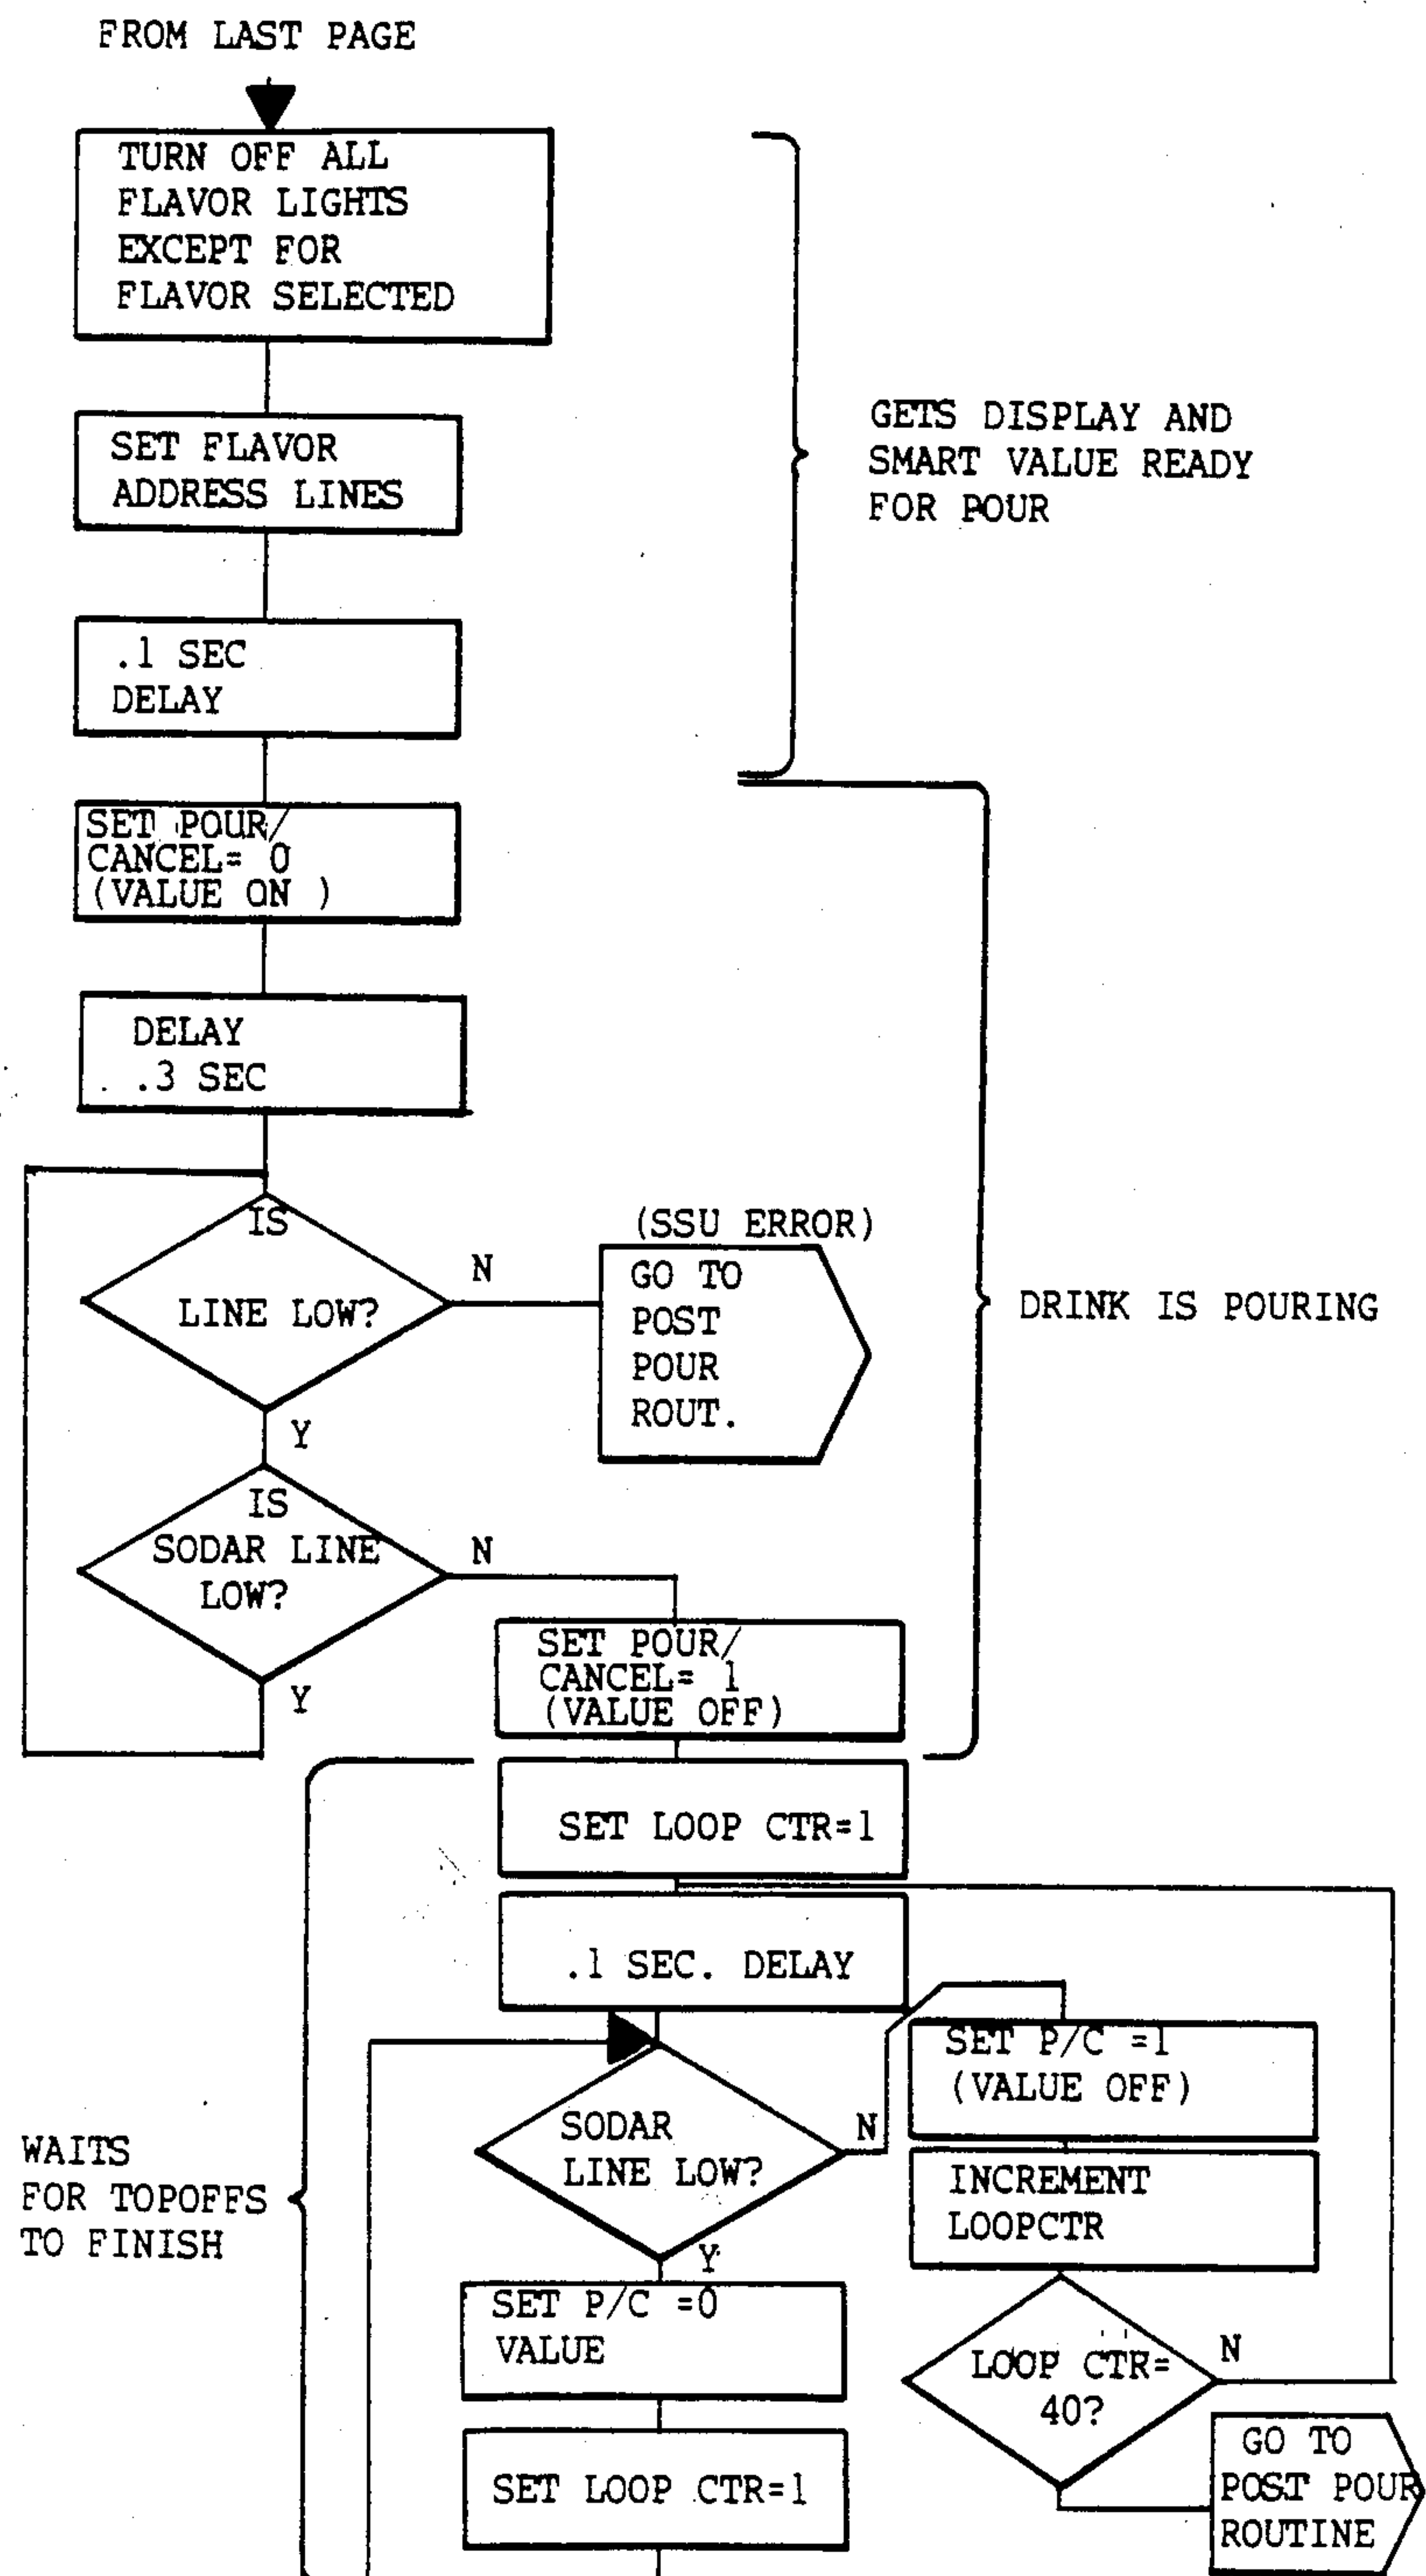 FROM LAST PAGE
TURN OFF ALL
FLAVOR LIGHTS
EXCEPT FOR
FLAVOR SELECTED
SET FLAVOR
ADDRESS LINES
GETS DISPLAY AND
SMART VALUE READY
FOR POUR
.1 SEC
DELAY
SET POUR/
CANCEL= 0
(VALUE ON )
DELAY
.3 SEC
IS
LINE LOW?
N
Y
(SSU ERROR)
GO TO
POST
POUR
ROUT.
DRINK IS POURING
IS
SODAR LINE
LOW?
N
Y
SET POUR/
CANCEL= 1
(VALUE OFF)
SET LOOP CTR=1
.1 SEC. DELAY
SODAR
LINE LOW?
N
Y
SET P/C =1
(VALUE OFF)
INCREMENT
LOOPCTR
WAITS
FOR TOPOFFS
TO FINISH
SET P/C =0
VALUE
LOOP CTR=
40?
N
SET LOOP CTR=1
GO TO
POST POUR
ROUTINE